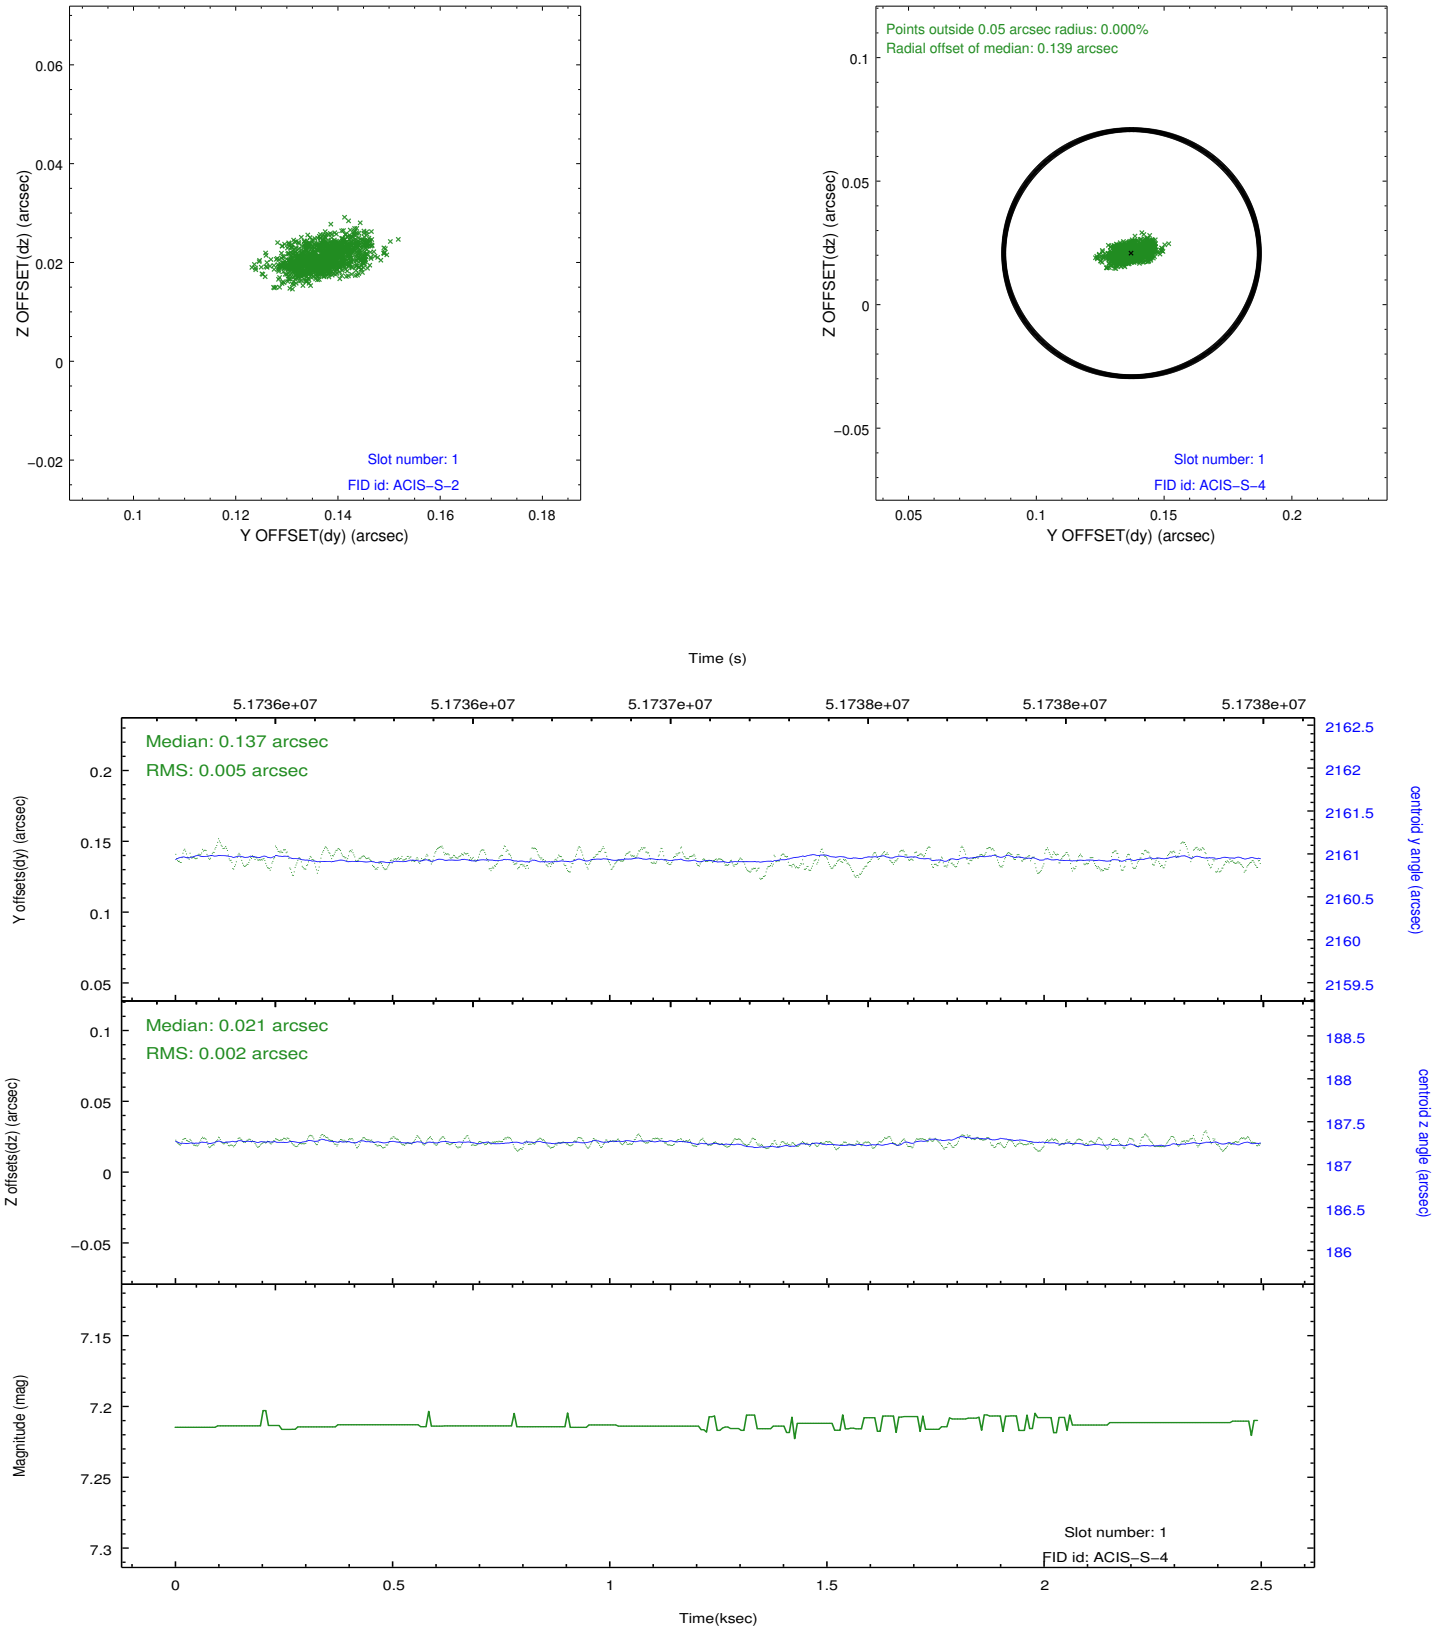 0.06
0.04
0.02
0
−0.02
Z OFFSET(dz) (arcsec)
Slot number: 1
FID id: ACIS−S−2
0.1 0.12 0.14 0.16 0.18
Y OFFSET(dy) (arcsec)
Points outside 0.05 arcsec radius: 0.000%
Radial offset of median: 0.139 arcsec
0.1
0.05
0
−0.05
Z OFFSET(dz) (arcsec)
Slot number: 1
FID id: ACIS−S−4
0.05 0.1 0.15 0.2
Y OFFSET(dy) (arcsec)
Time (s)
5.1736e+07 5.1736e+07 5.1737e+07 5.1738e+07 5.1738e+07 5.1738e+07
Median: 0.137 arcsec
RMS: 0.005 arcsec
0.2
0.15
0.1
0.05
Y offsets(dy) (arcsec)
2162.5
2162
2161.5
2161
2160.5
2160
2159.5
centroid y angle (arcsec)
Median: 0.021 arcsec
RMS: 0.002 arcsec
0.1
0.05
0
−0.05
Z offsets(dz) (arcsec)
188.5
188
187.5
187
186.5
186
centroid z angle (arcsec)
7.15
7.2
7.25
7.3
Magnitude (mag)
Slot number: 1
FID id: ACIS−S−4
0 0.5 1 1.5 2 2.5
Time(ksec)